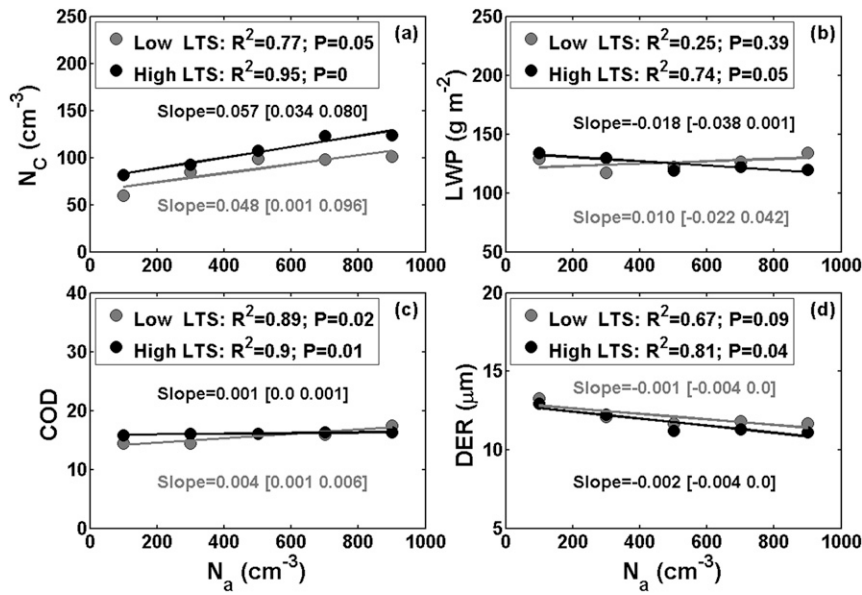 250
200
150
100
50
0
N_C (cm^-3)
Low LTS: R^2=0.77; P=0.05
High LTS: R^2=0.95; P=0
(a)
Slope=0.057 [0.034 0.080]
Slope=0.048 [0.001 0.096]
0 200 400 600 800 1000
250
200
150
100
50
LWP (g m^-2)
Low LTS: R^2=0.25; P=0.39
High LTS: R^2=0.74; P=0.05
(b)
Slope=-0.018 [-0.038 0.001]
Slope=0.010 [-0.022 0.042]
0 200 400 600 800 1000
40
30
20
10
0
COD
Low LTS: R^2=0.89; P=0.02
High LTS: R^2=0.9; P=0.01
(c)
Slope=0.001 [0.0 0.001]
Slope=0.004 [0.001 0.006]
0 200 400 600 800 1000
N_a (cm^-3)
20
15
10
5
DER (μm)
Low LTS: R^2=0.67; P=0.09
High LTS: R^2=0.81; P=0.04
(d)
Slope=-0.001 [-0.004 0.0]
Slope=-0.002 [-0.004 0.0]
0 200 400 600 800 1000
N_a (cm^-3)